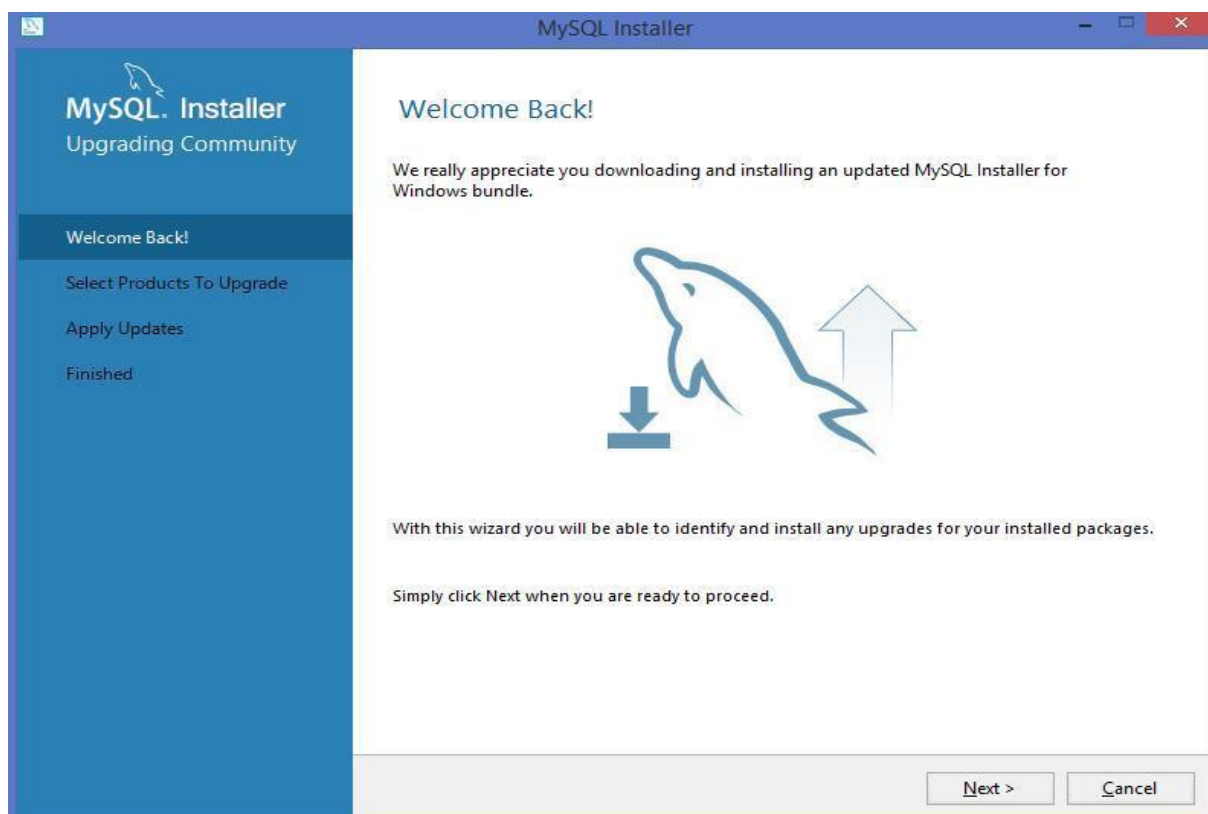 MySQL Installer
MySQL. Installer
Upgrading Community
Welcome Back!
Select Products To Upgrade
Apply Updates
Finished
Welcome Back!
We really appreciate you downloading and installing an updated MySQL Installer for
Windows bundle.
With this wizard you will be able to identify and install any upgrades for your installed packages.
Simply click Next when you are ready to proceed.
Next >
Cancel